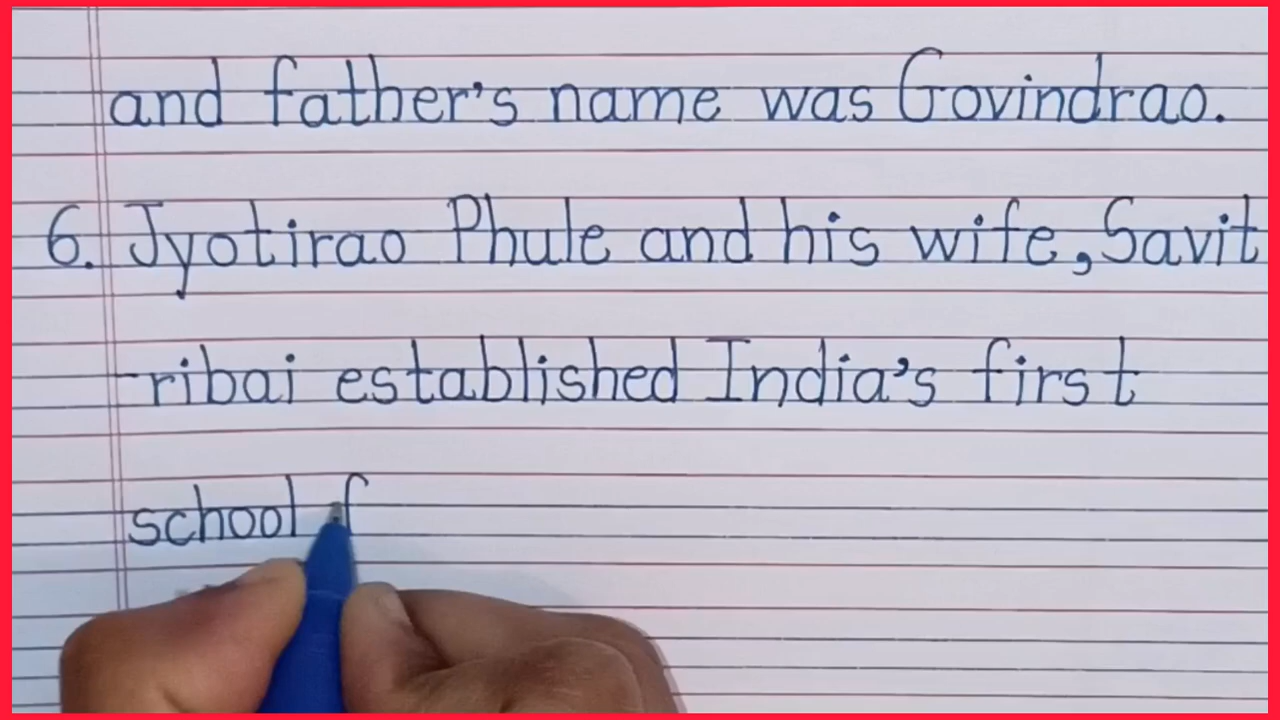 and father's name was Govindrao.
6. Jyotirao Phule and his wife, Savit
-ribai established India's first
school f